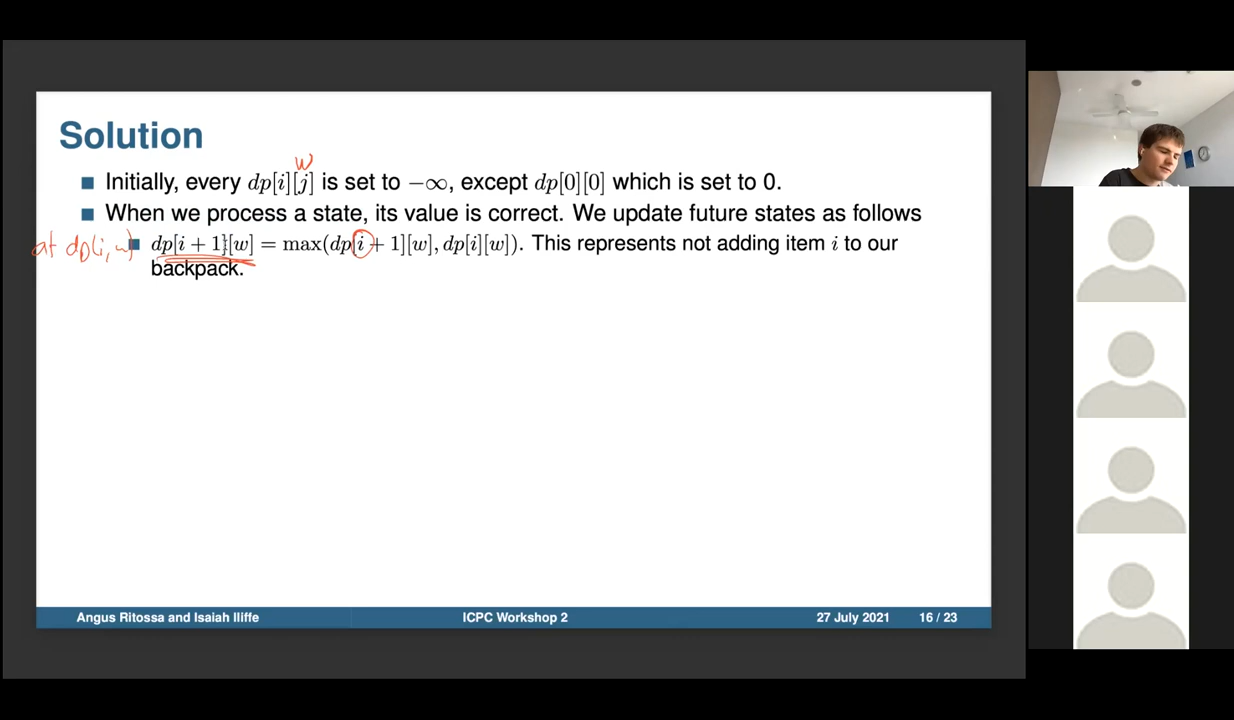 Solution
w
Initially, every dp[i][j] is set to −∞, except dp[0][0] which is set to 0.
When we process a state, its value is correct. We update future states as follows
at dp(i, w)
dp[i + 1][w] = max(dp[i + 1][w], dp[i][w]). This represents not adding item i to our
backpack.
Angus Ritossa and Isaiah Iliffe ICPC Workshop 2 27 July 2021 16 / 23